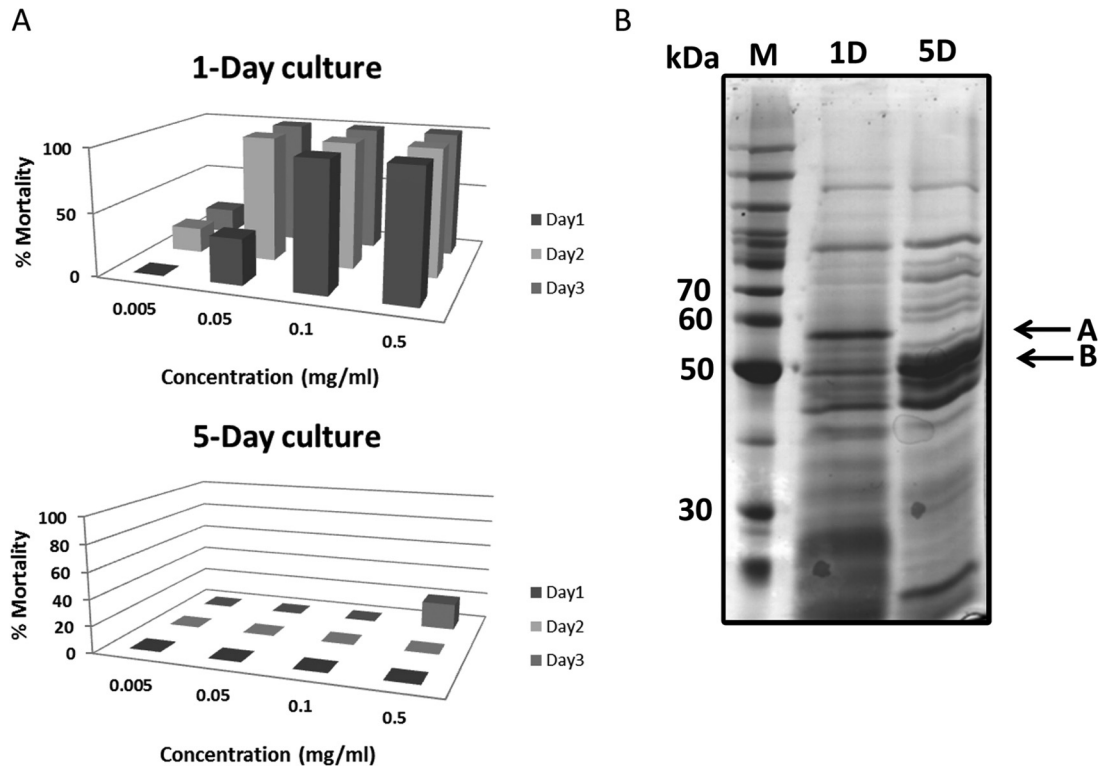 A
1-Day culture
% Mortality
100
50
0
0.005
0.05
0.1
0.5
Concentration (mg/ml)
Day1
Day2
Day3
5-Day culture
% Mortality
100
80
60
40
20
0
0.005
0.05
0.1
0.5
Concentration (mg/ml)
Day1
Day2
Day3
B
kDa M 1D 5D
70
60
50
30
A
B